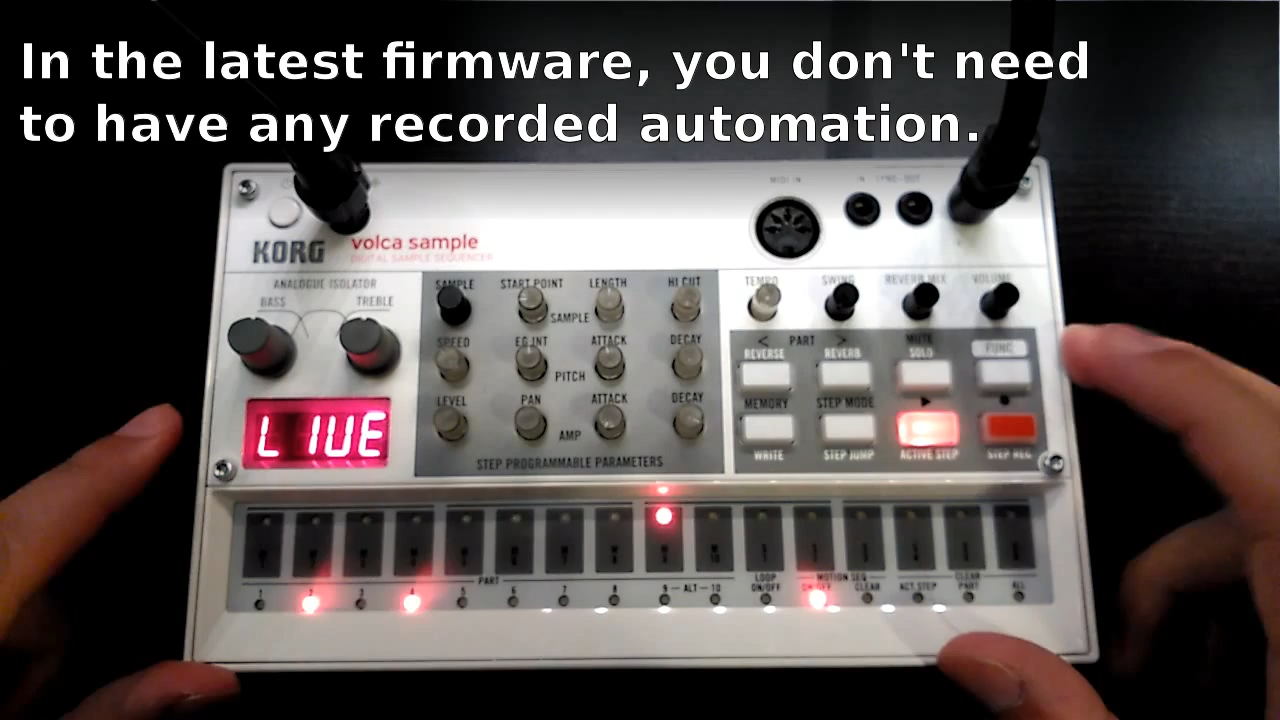 In the latest firmware, you don't need
to have any recorded automation.
MIDI IN
IN SYNC-OUT
KORG volca sample
DIGITAL SAMPLE SEQUENCER
ANALOGUE ISOLATOR
BASS TREBLE
SAMPLE START POINT LENGTH HI CUT
SAMPLE
SPEED EG INT ATTACK DECAY
PITCH
LEVEL PAN ATTACK DECAY
AMP
STEP PROGRAMMABLE PARAMETERS
TEMPO SWING REVERB MIX VOLUME
< PART > MUTE
REVERSE REVERB SOLO FUNC
MEMORY STEP MODE
WRITE STEP JUMP ACTIVE STEP STEP REC
LIVE
PART
1 2 3 4 5 6 7 8 9 — ALT — 10
LOOP ON/OFF
MOTION SEQ
ON/OFF CLEAR
ACT STEP
CLEAR PART
ALL